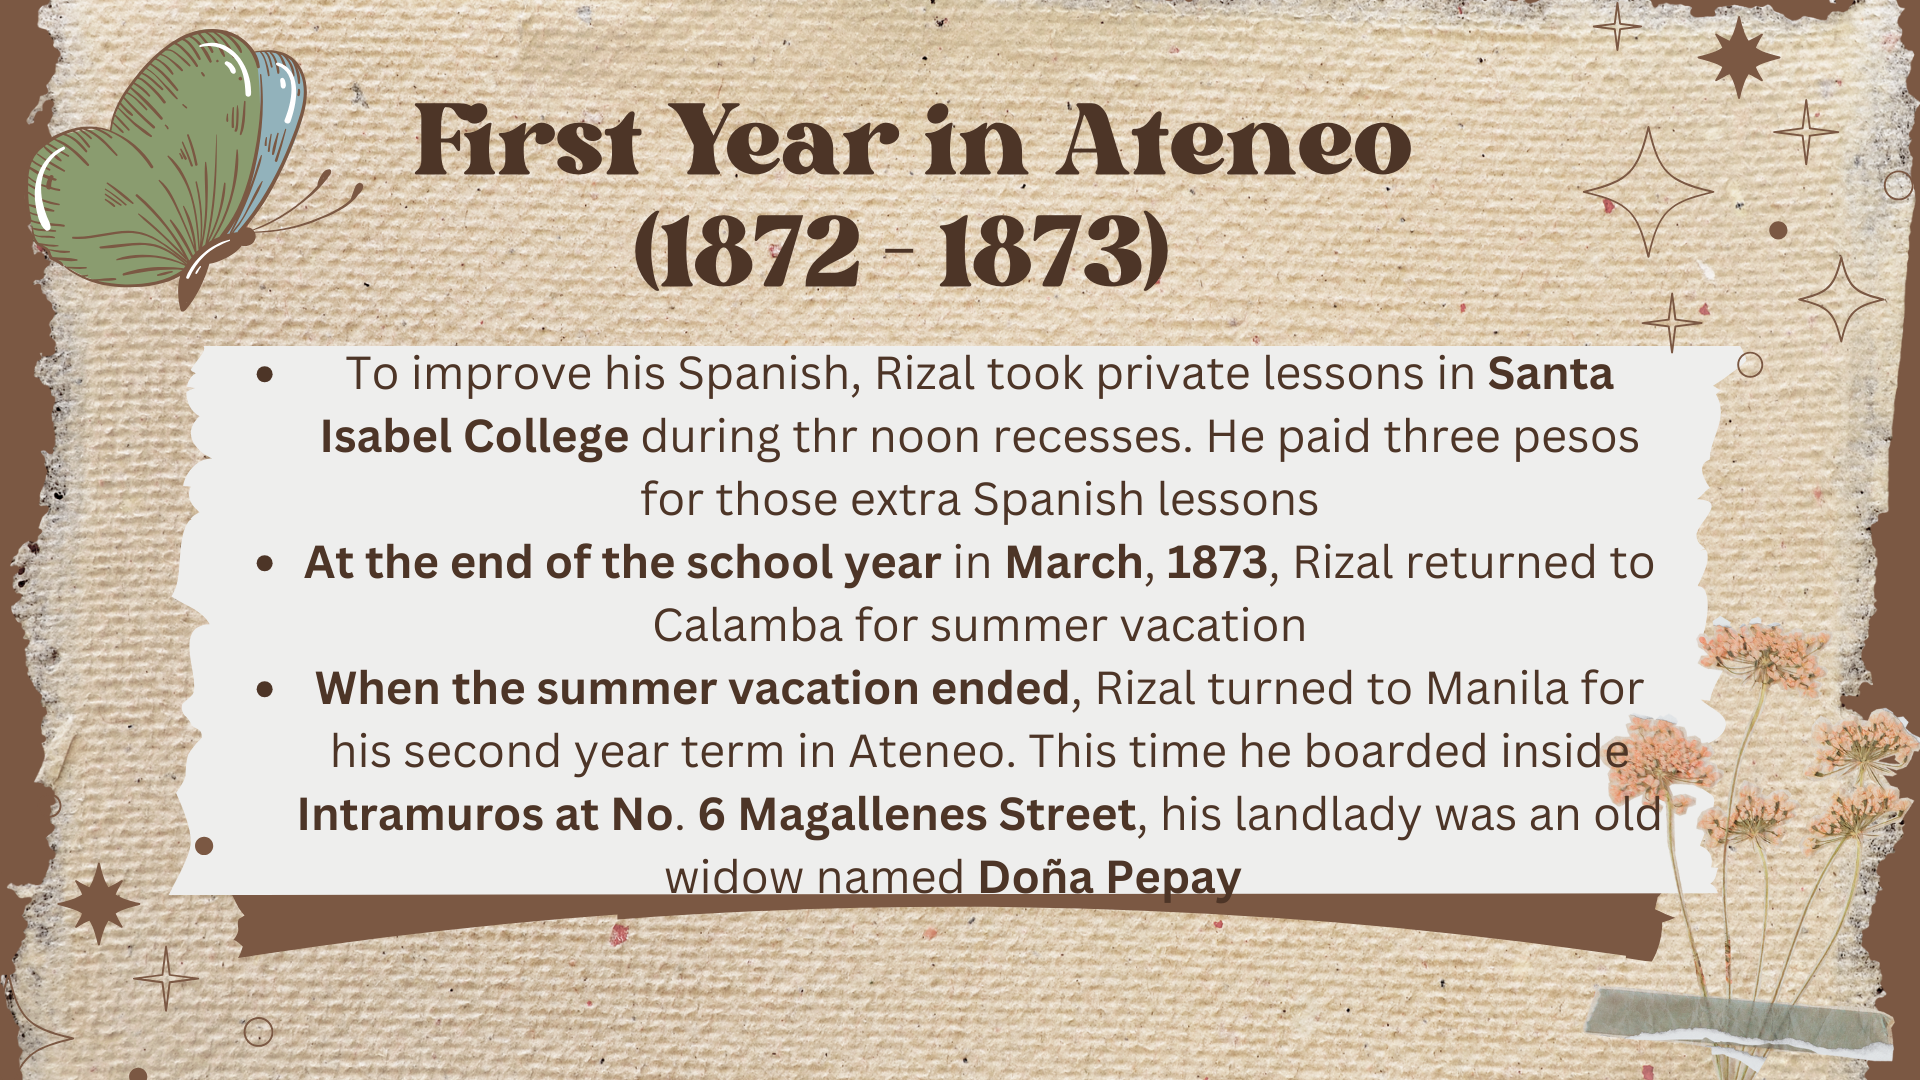 First Year in Ateneo
(1872 - 1873)
• To improve his Spanish, Rizal took private lessons in Santa
Isabel College during thr noon recesses. He paid three pesos
for those extra Spanish lessons
• At the end of the school year in March, 1873, Rizal returned to
Calamba for summer vacation
• When the summer vacation ended, Rizal turned to Manila for
his second year term in Ateneo. This time he boarded inside
Intramuros at No. 6 Magallenes Street, his landlady was an old
widow named Doña Pepay